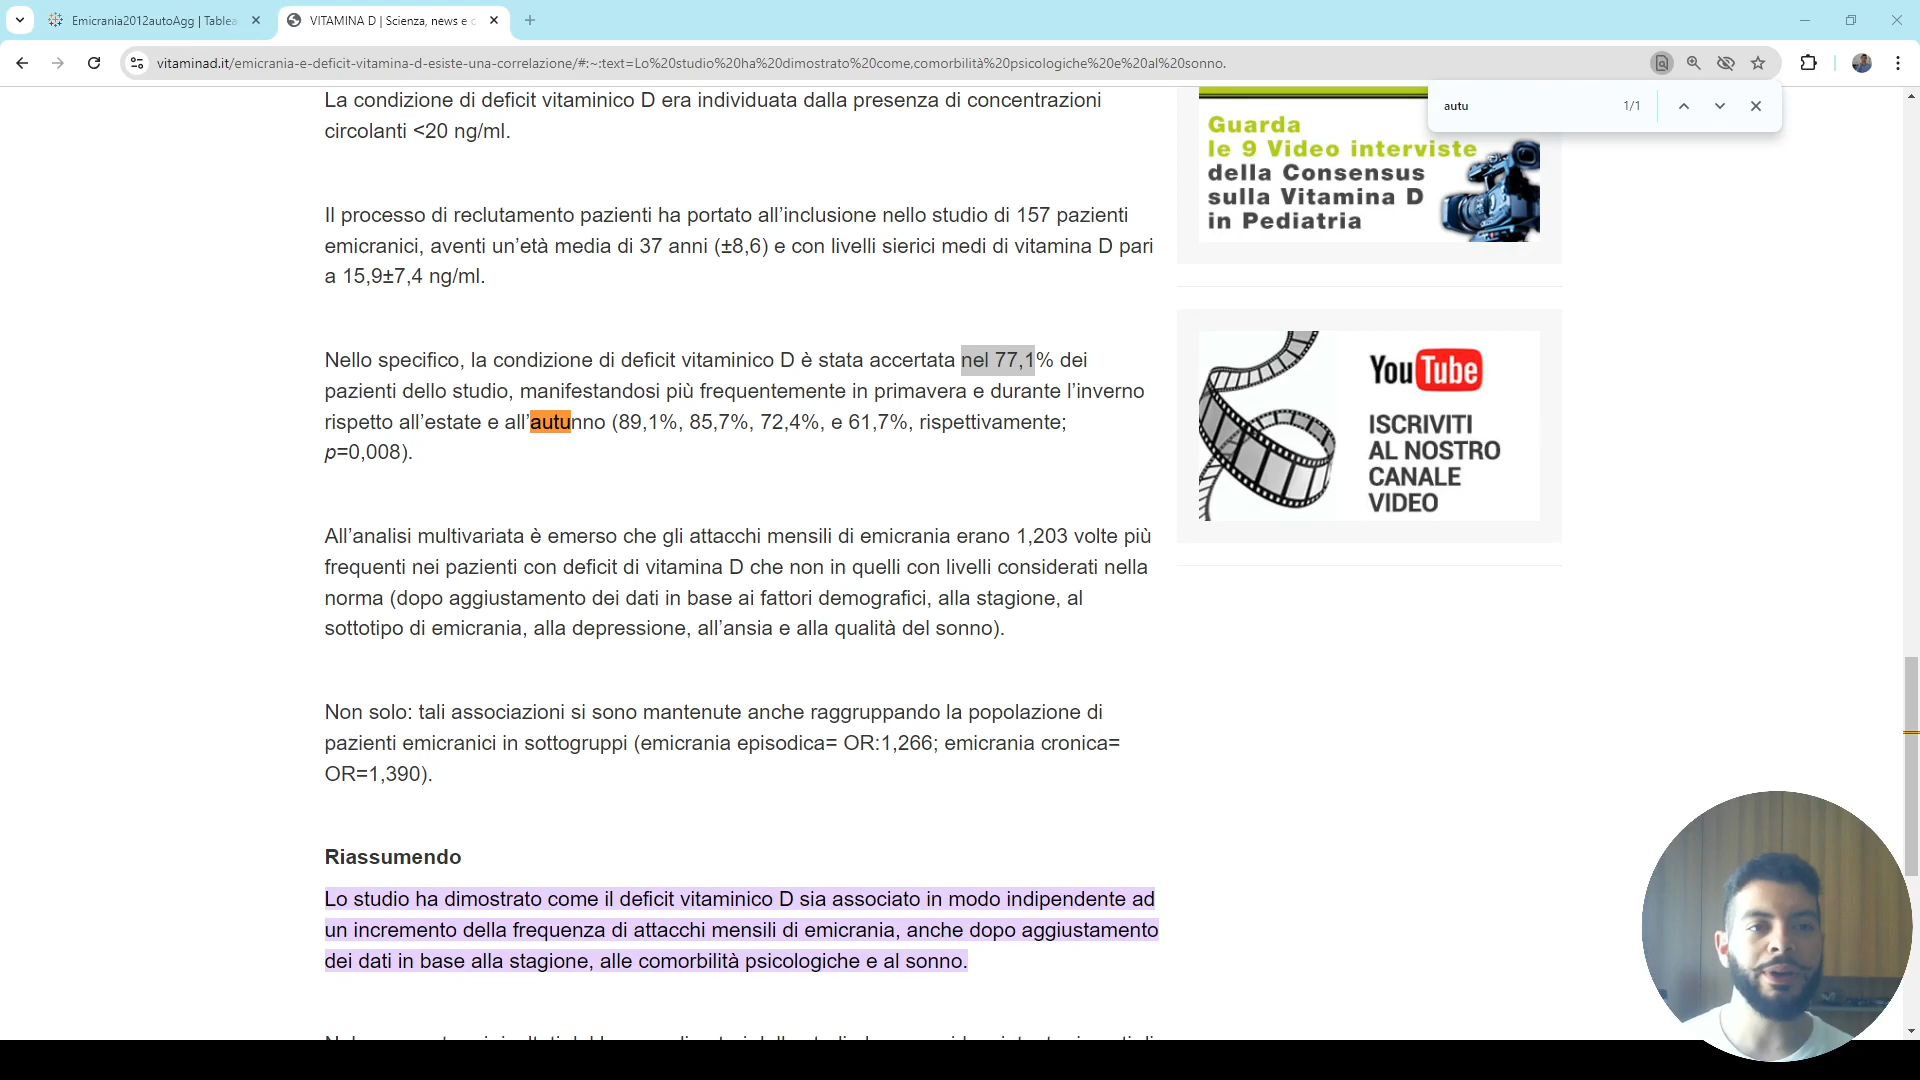 Emicrania2012autoAgg | Tablea
VITAMINA D | Scienza, news e c
vitaminad.it/emicrania-e-deficit-vitamina-d-esiste-una-correlazione/#:~:text=Lo%20studio%20ha%20dimostrato%20come,comorbilità%20psicologiche%20e%20al%20sonno.
autu
1/1
La condizione di deficit vitaminico D era individuata dalla presenza di concentrazioni
circolanti <20 ng/ml.
Il processo di reclutamento pazienti ha portato all’inclusione nello studio di 157 pazienti
emicranici, aventi un’età media di 37 anni (±8,6) e con livelli sierici medi di vitamina D pari
a 15,9±7,4 ng/ml.
Nello specifico, la condizione di deficit vitaminico D è stata accertata nel 77,1% dei
pazienti dello studio, manifestandosi più frequentemente in primavera e durante l’inverno
rispetto all’estate e all’autunno (89,1%, 85,7%, 72,4%, e 61,7%, rispettivamente;
p=0,008).
All’analisi multivariata è emerso che gli attacchi mensili di emicrania erano 1,203 volte più
frequenti nei pazienti con deficit di vitamina D che non in quelli con livelli considerati nella
norma (dopo aggiustamento dei dati in base ai fattori demografici, alla stagione, al
sottotipo di emicrania, alla depressione, all’ansia e alla qualità del sonno).
Non solo: tali associazioni si sono mantenute anche raggruppando la popolazione di
pazienti emicranici in sottogruppi (emicrania episodica= OR:1,266; emicrania cronica=
OR=1,390).
Riassumendo
Lo studio ha dimostrato come il deficit vitaminico D sia associato in modo indipendente ad
un incremento della frequenza di attacchi mensili di emicrania, anche dopo aggiustamento
dei dati in base alla stagione, alle comorbilità psicologiche e al sonno.
Guarda
le 9 Video interviste
della Consensus
sulla Vitamina D
in Pediatria
YouTube
ISCRIVITI
AL NOSTRO
CANALE
VIDEO